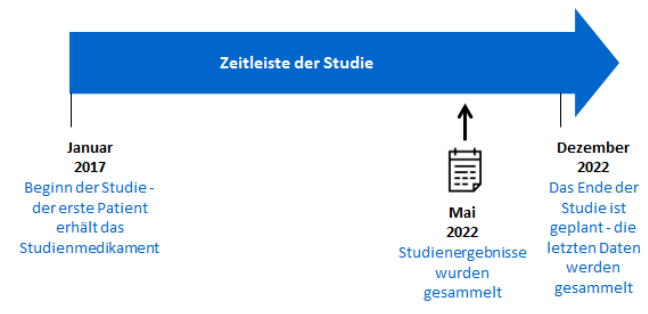 Zeitleiste der Studie
Januar
2017
Beginn der Studie -
der erste Patient
erhält das
Studienmedikament
Mai
2022
Studienergebnisse
wurden
gesammelt
Dezember
2022
Das Ende der
Studie ist
geplant - die
letzten Daten
werden
gesammelt